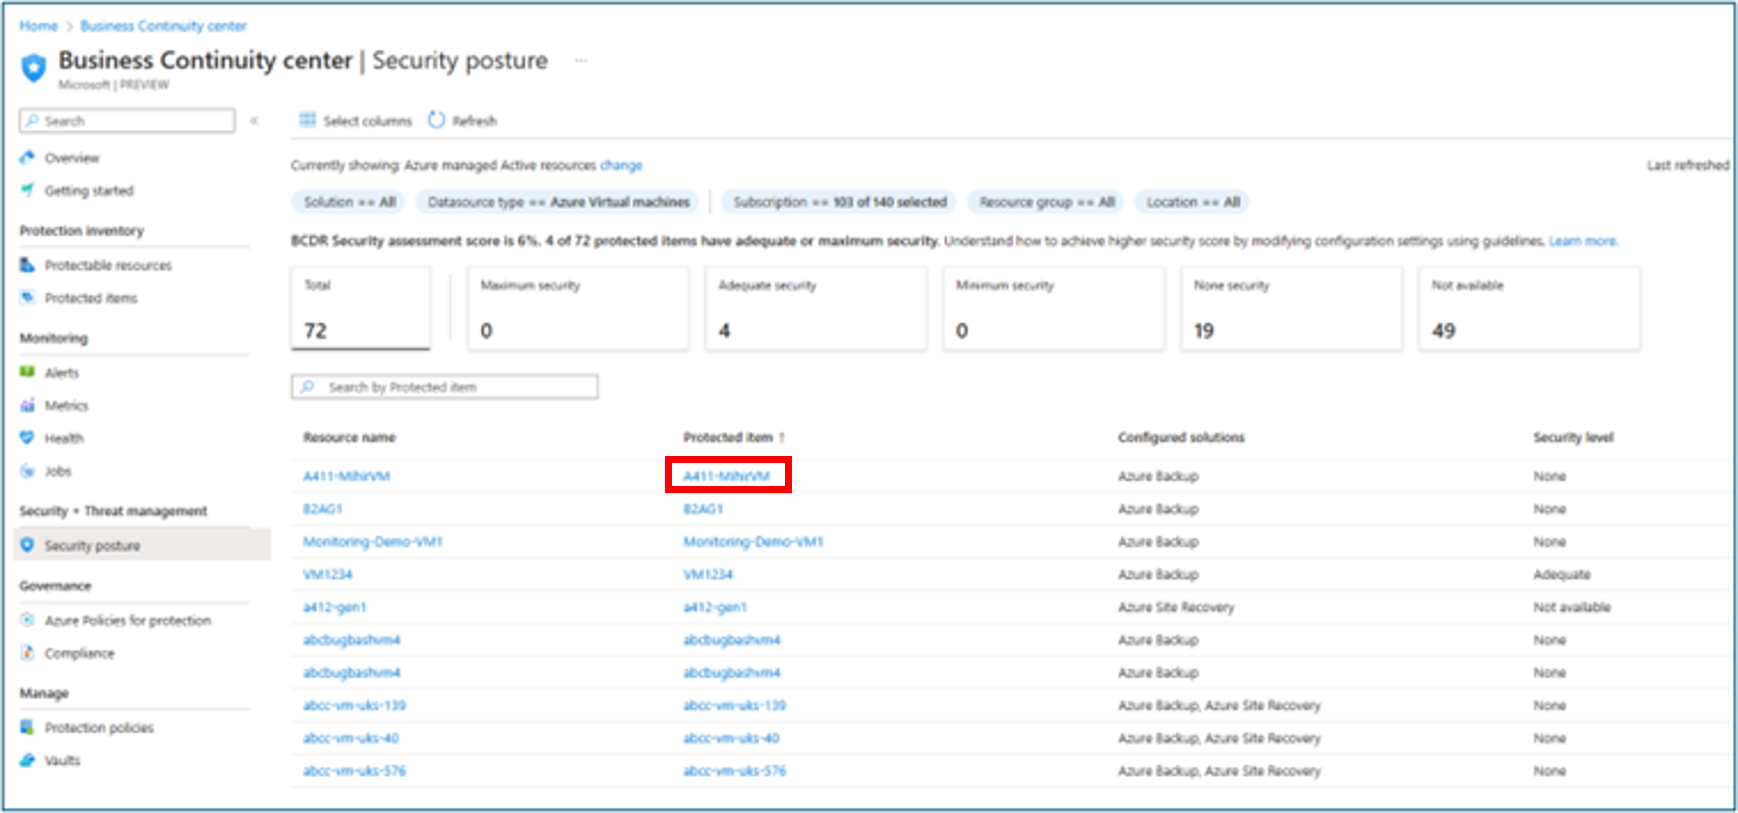 Home > Business Continuity center
Business Continuity center | Security posture ...
Microsoft | PREVIEW
Search «
Overview
Getting started
Protection inventory
Protectable resources
Protected items
Monitoring
Alerts
Metrics
Health
Jobs
Security + Threat management
Security posture
Governance
Azure Policies for protection
Compliance
Manage
Protection policies
Vaults
Select columns Refresh
Currently showing: Azure managed Active resources change Last refreshed
Solution == All Datasource type == Azure Virtual machines Subscription == 103 of 140 selected Resource group == All Location == All
BCDR Security assessment score is 6%. 4 of 72 protected items have adequate or maximum security. Understand how to achieve higher security score by modifying configuration settings using guidelines. Learn more.
Total Maximum security Adequate security Minimum security None security Not available
72 0 4 0 19 49
Search by Protected item
Resource name Protected item ↑ Configured solutions Security level
A411-MihirVM A411-MihirVM Azure Backup None
B2AG1 B2AG1 Azure Backup None
Monitoring-Demo-VM1 Monitoring-Demo-VM1 Azure Backup None
VM1234 VM1234 Azure Backup Adequate
a412-gen1 a412-gen1 Azure Site Recovery Not available
abcbugbashvm4 abcbugbashvm4 Azure Backup None
abcbugbashvm4 abcbugbashvm4 Azure Backup None
abcc-vm-uks-139 abcc-vm-uks-139 Azure Backup, Azure Site Recovery None
abcc-vm-uks-40 abcc-vm-uks-40 Azure Backup, Azure Site Recovery None
abcc-vm-uks-576 abcc-vm-uks-576 Azure Backup, Azure Site Recovery None